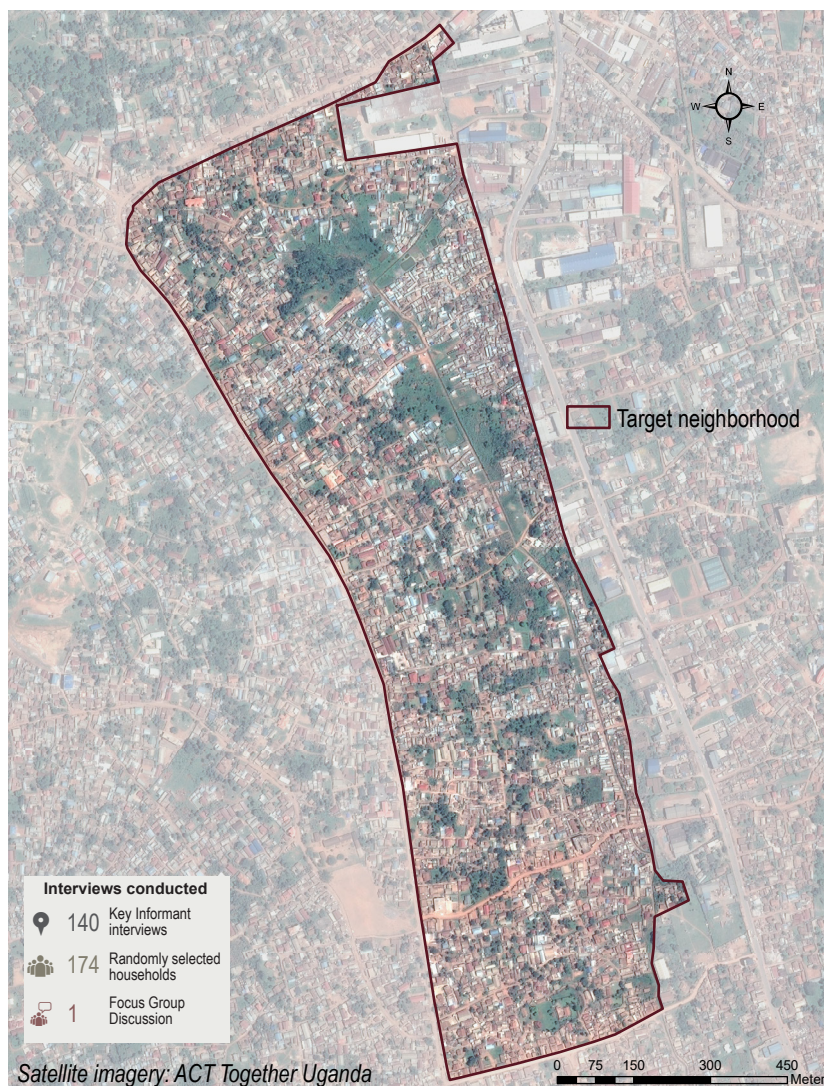 N
W E
S
Target neighborhood
Interviews conducted
140 Key Informant
interviews
174 Randomly selected
households
1 Focus Group
Discussion
Satellite imagery: ACT Together Uganda
0 75 150 300 450
Meter